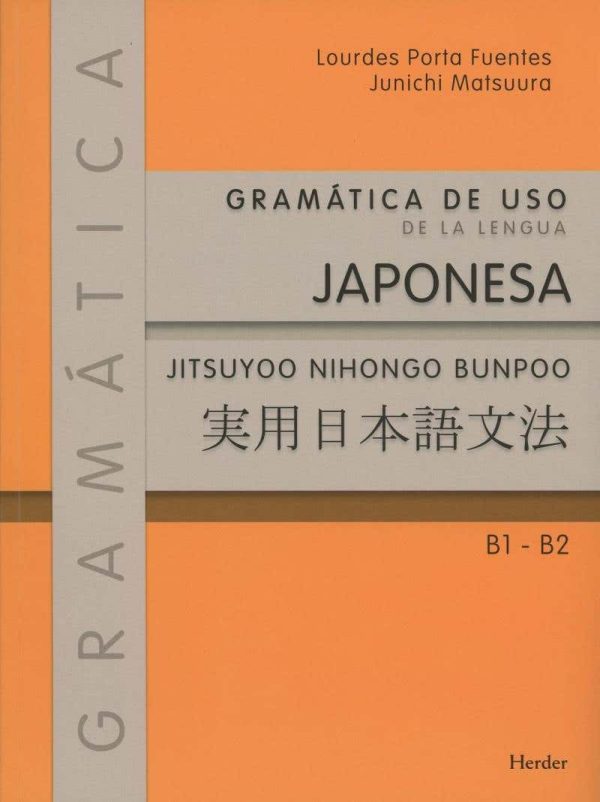 Lourdes Porta Fuentes
Junichi Matsuura
GRAMÁTICA
GRAMÁTICA DE USO
DE LA LENGUA
JAPONESA
JITSUYOO NIHONGO BUNPOO
実用日本語文法
B1 - B2
Herder